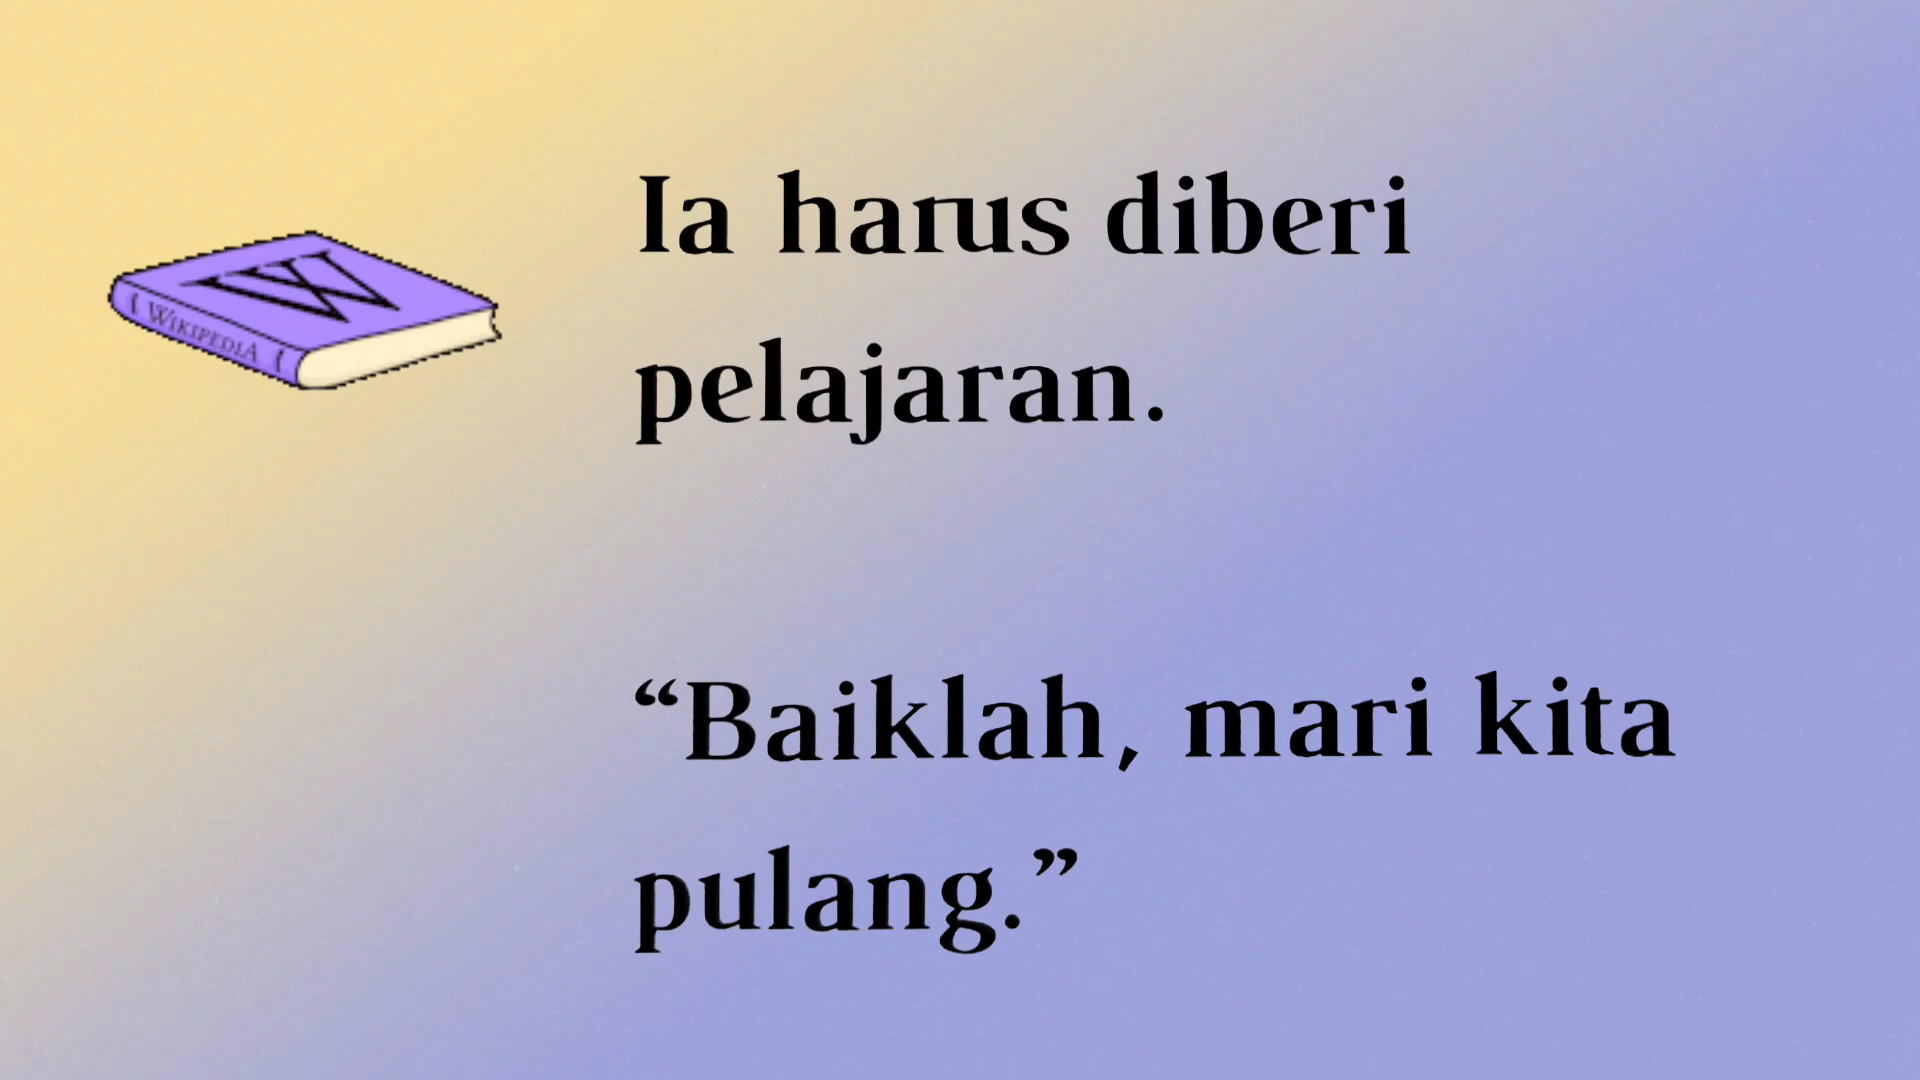 W
WIKIPEDIA
Ia harus diberi
pelajaran.
“Baiklah, mari kita
pulang.”